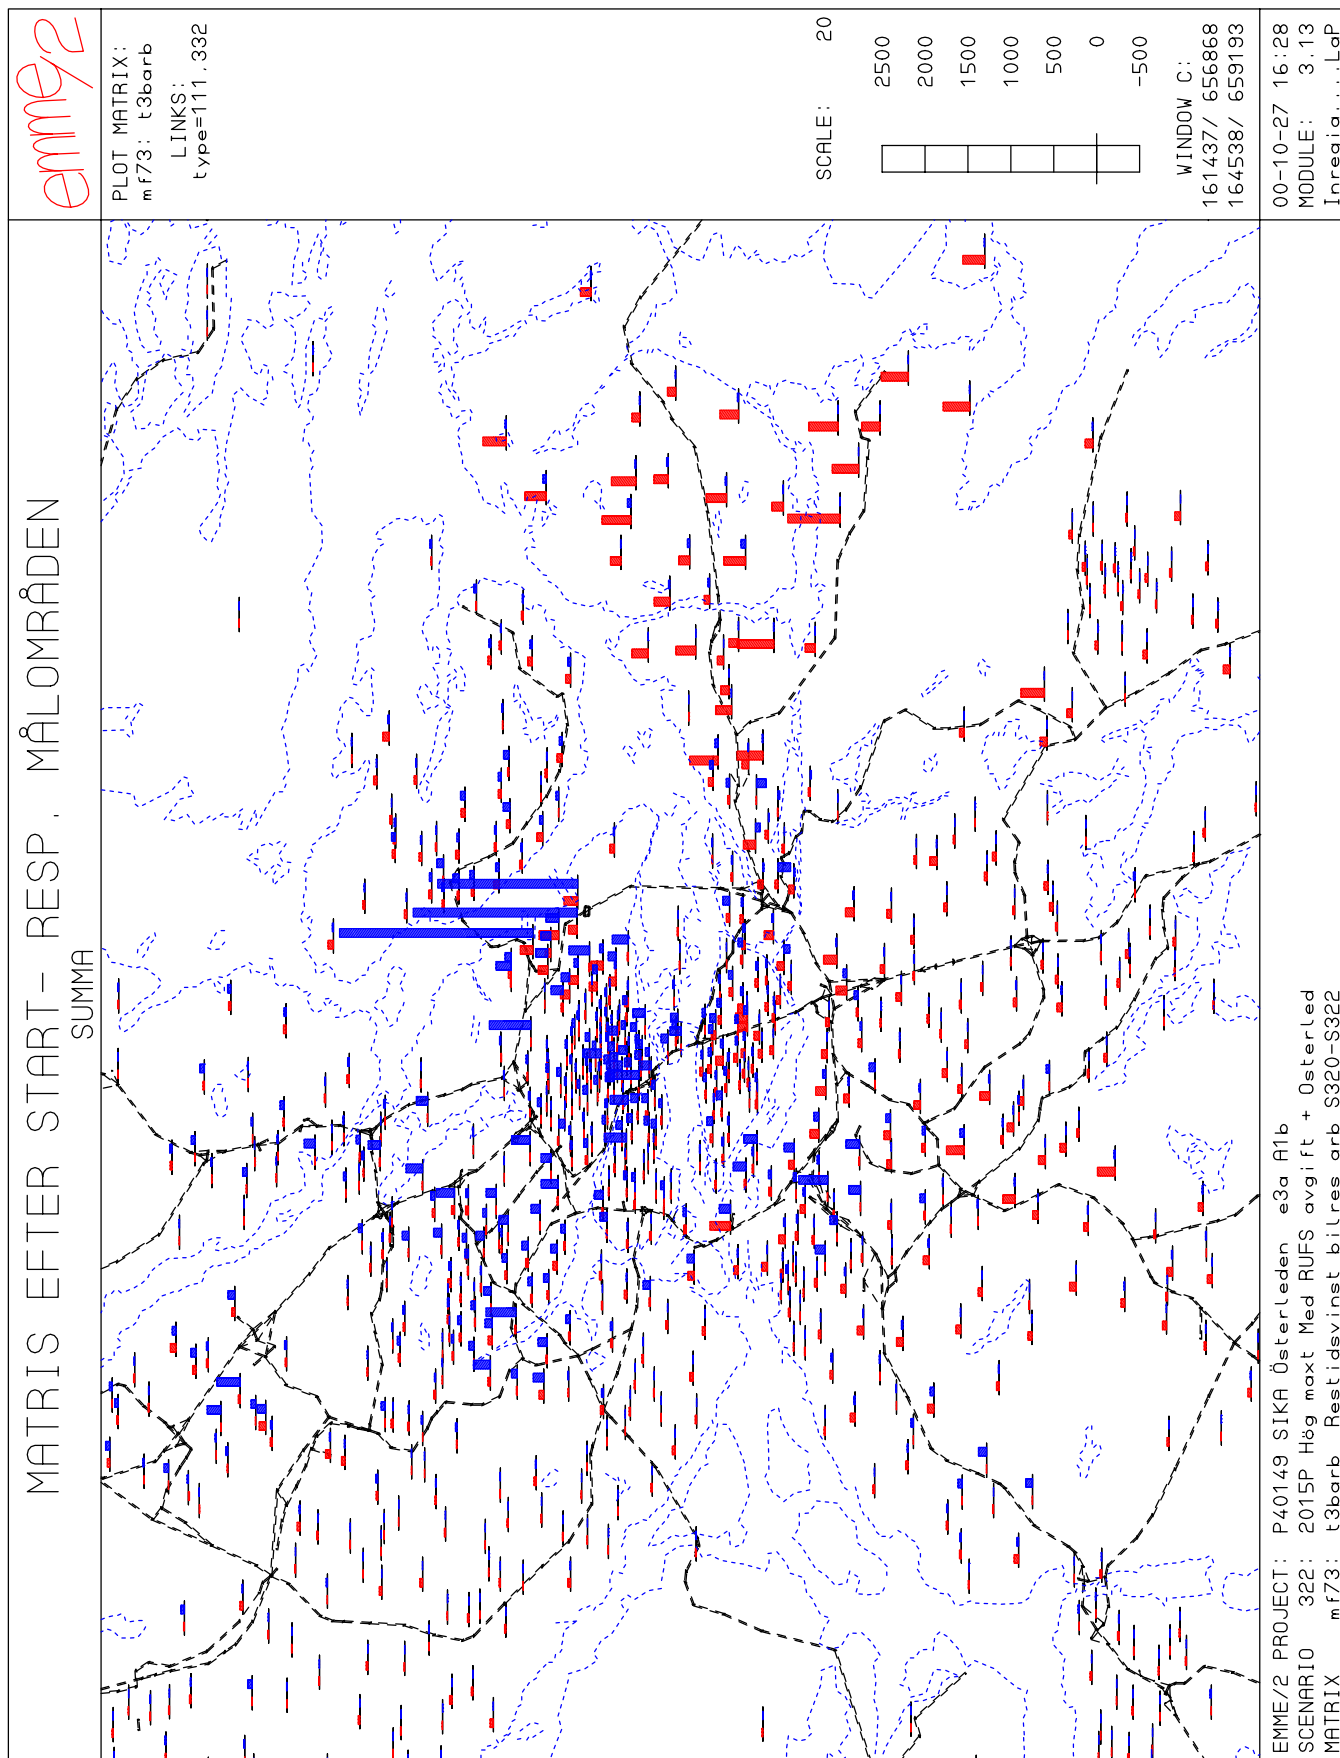 MATRIS EFTER START- RESP. MÅLOMRÅDEN
SUMMA
emme/2
PLOT MATRIX:
mf73: t3barb
LINKS:
type=111,332
SCALE: 20
2500
2000
1500
1000
500
0
-500
WINDOW C:
161437/ 656868
164538/ 659193
EMME/2 PROJECT: P40149 SIKA Österleden e3a A1b
SCENARIO 322: 2015P Hög maxt Med RUFS avgift + Österled
MATRIX mf73: t3barb Restidsvinst bilres arb S320-S322
00-10-27 16:28
MODULE: 3.13
Inregia...LaP